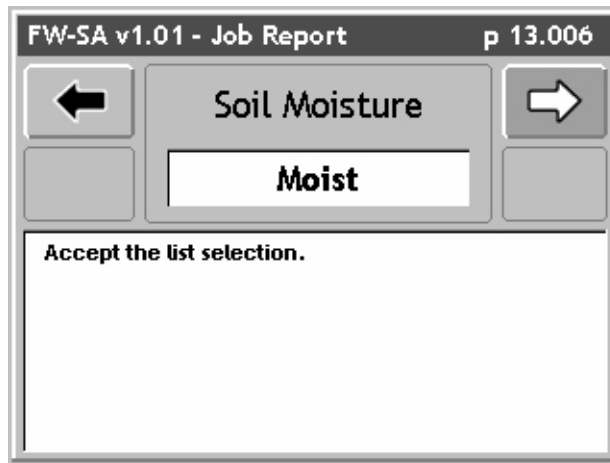 FW-SA v1.01 - Job Report p 13.006
Soil Moisture
Moist
Accept the list selection.